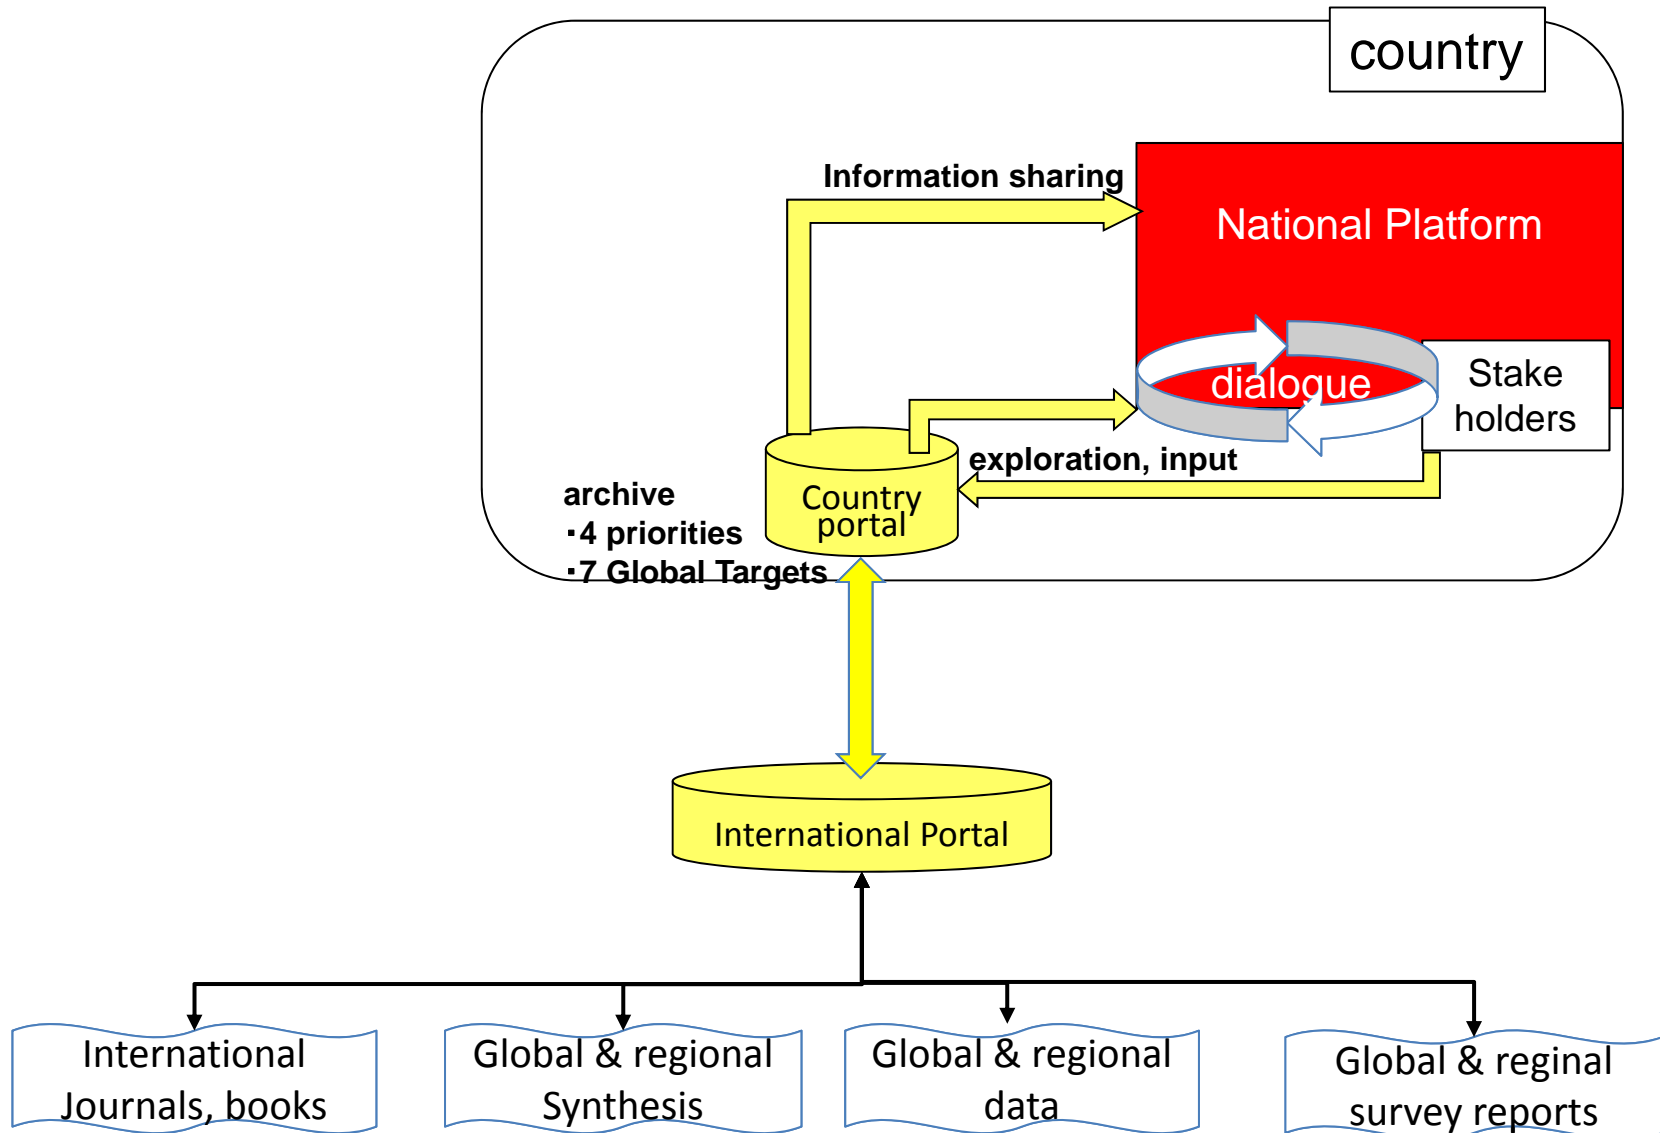 country
Information sharing
National Platform
dialogue
Stake
holders
exploration, input
Country
portal
archive
・4 priorities
・7 Global Targets
International Portal
International
Journals, books
Global & regional
Synthesis
Global & regional
data
Global & reginal
survey reports